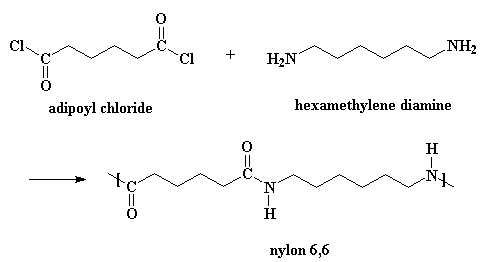 O
Cl
C
C
Cl
O
adipoyl chloride
+
H₂N
NH₂
hexamethylene diamine
O
C
C
O
N
H
H
N
nylon 6,6